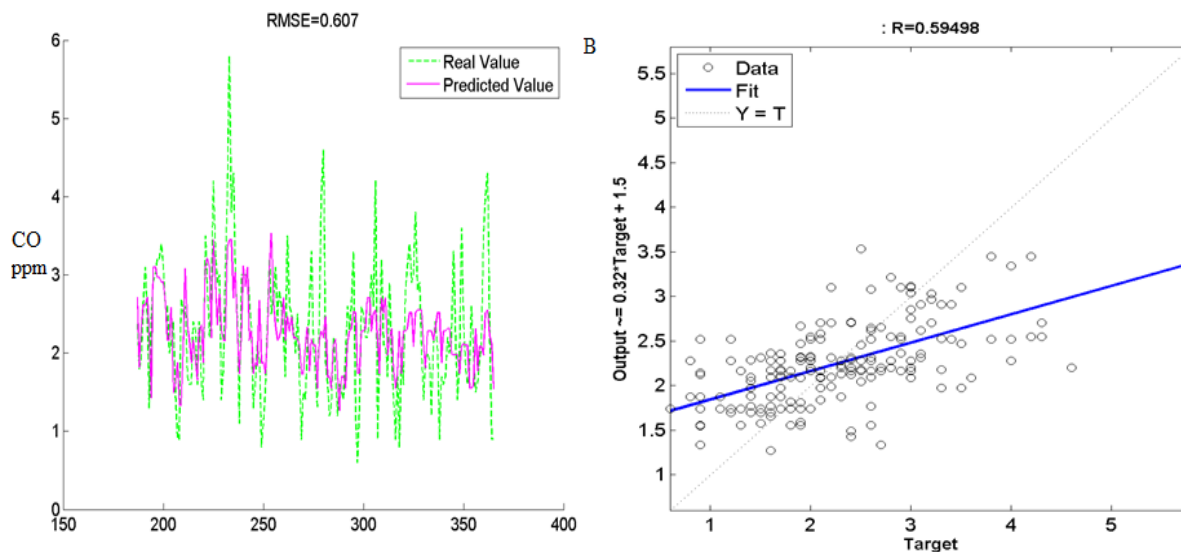 RMSE=0.607
6
5
4
3
2
1
0
CO
ppm
Real Value
Predicted Value
150
200
250
300
350
400
B
: R=0.59498
Data
Fit
Y = T
5.5
5
4.5
4
3.5
3
2.5
2
1.5
1
Output ~= 0.32*Target + 1.5
1
2
3
4
5
Target